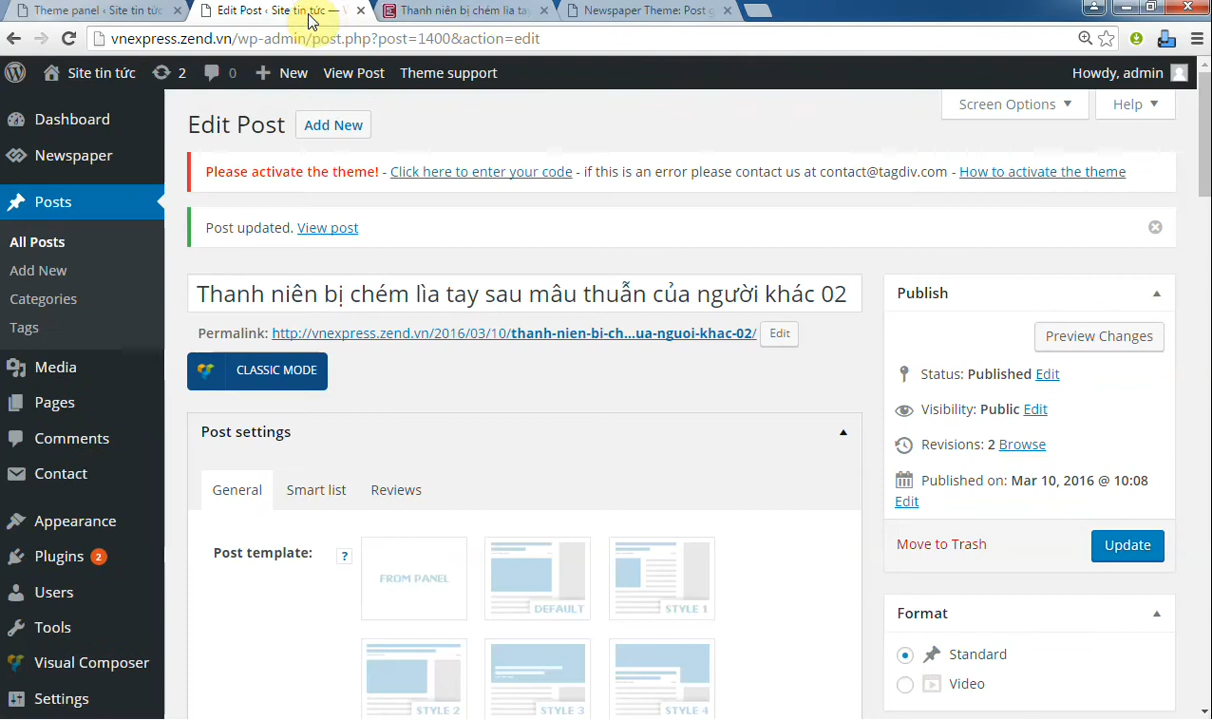 Theme panel ‹ Site tin tức
Edit Post ‹ Site tin tức —
Thanh niên bị chém lìa tay
Newspaper Theme: Post
vnexpress.zend.vn/wp-admin/post.php?post=1400&action=edit
Site tin tức
2
0
New
View Post
Theme support
Howdy, admin
Screen Options
Help
Dashboard
Newspaper
Posts
All Posts
Add New
Categories
Tags
Media
Pages
Comments
Contact
Appearance
Plugins 2
Users
Tools
Visual Composer
Settings
Edit Post
Add New
Please activate the theme! - Click here to enter your code - if this is an error please contact us at contact@tagdiv.com - How to activate the theme
Post updated. View post
Thanh niên bị chém lìa tay sau mâu thuẫn của người khác 02
Permalink: http://vnexpress.zend.vn/2016/03/10/thanh-nien-bi-ch…ua-nguoi-khac-02/ Edit
CLASSIC MODE
Post settings
General
Smart list
Reviews
Post template:
?
FROM PANEL
DEFAULT
STYLE 1
STYLE 2
STYLE 3
STYLE 4
Publish
Preview Changes
Status: Published Edit
Visibility: Public Edit
Revisions: 2 Browse
Published on: Mar 10, 2016 @ 10:08
Edit
Move to Trash
Update
Format
Standard
Video